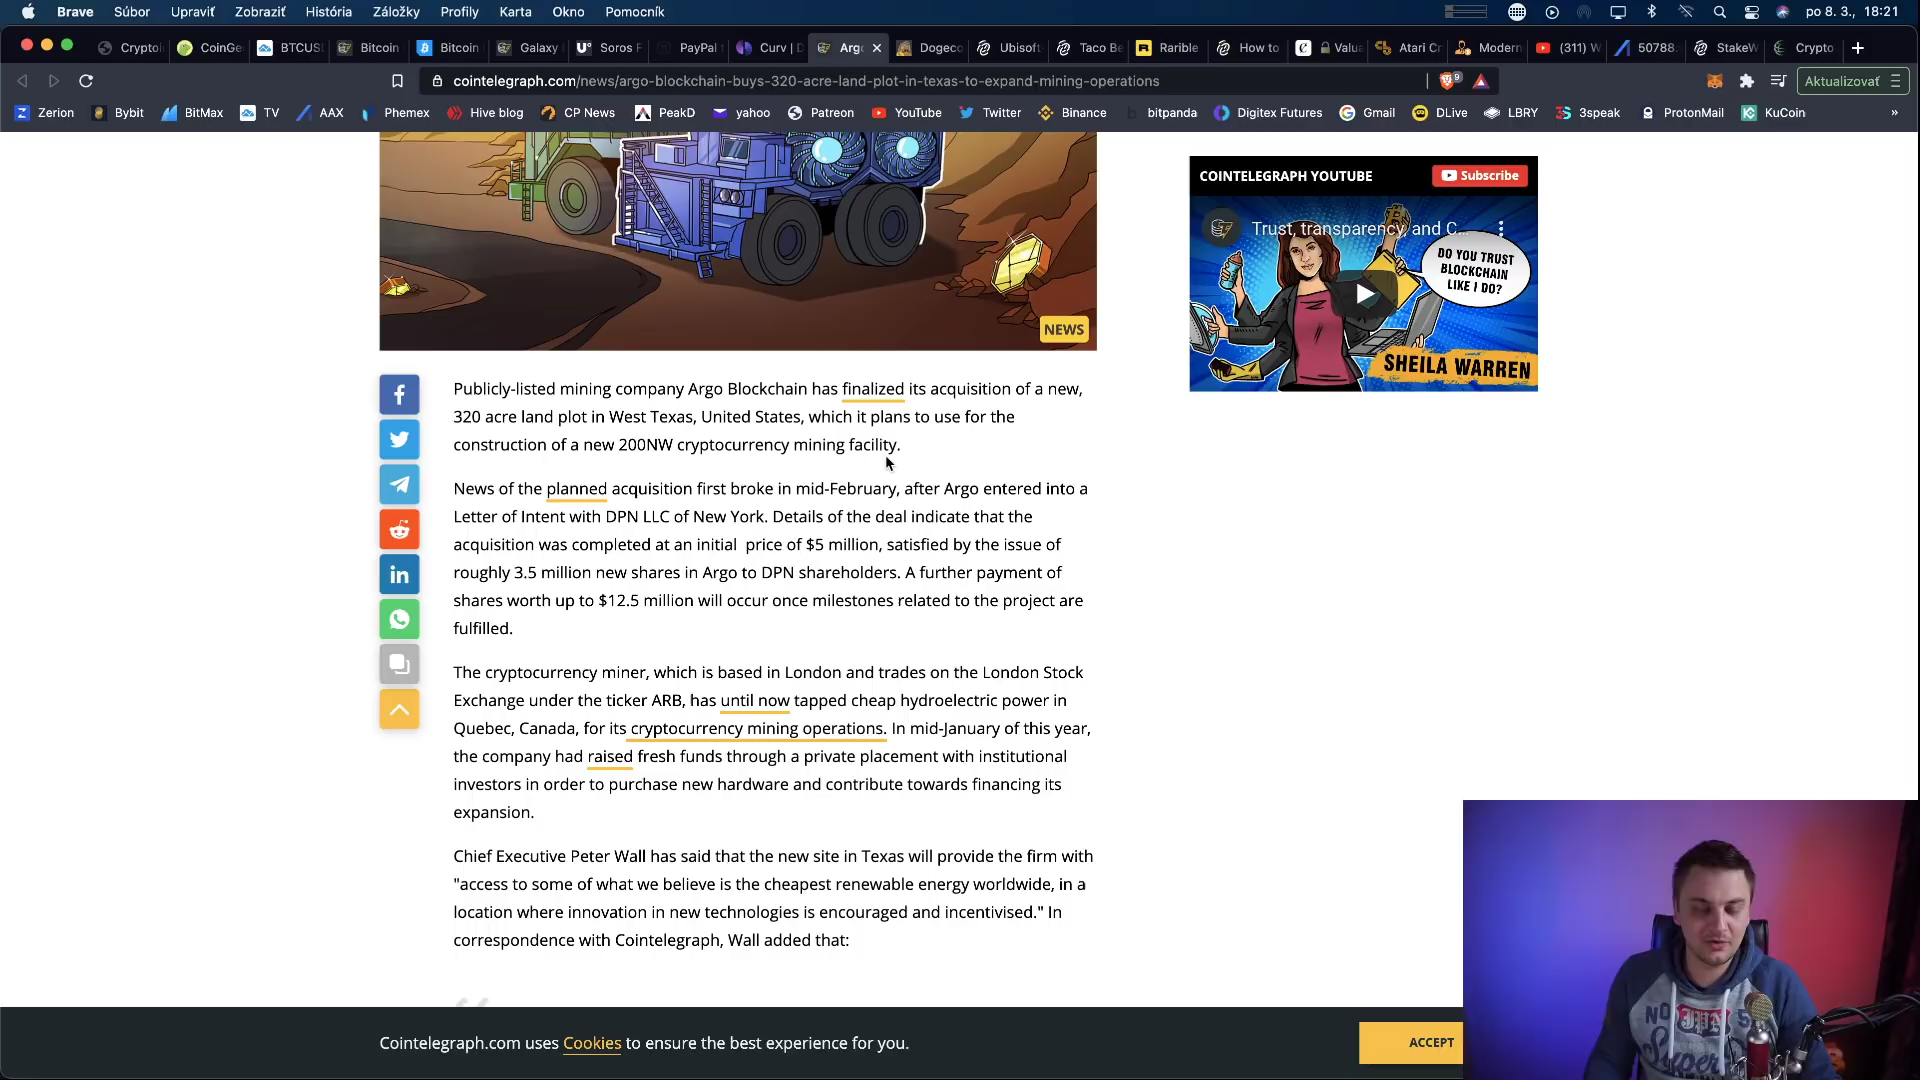 Brave Súbor Upraviť Zobraziť História Záložky Profily Karta Okno Pomocník po 8. 3., 18:21
Cryptoi CoinGe BTCUS Bitcoin Bitcoin Galaxy Soros F PayPal Curv | D Argo Dogeco Ubisoft Taco Be Rarible How to Valua Atari Cr Modern (311) W 50788. StakeW Crypto
cointelegraph.com/news/argo-blockchain-buys-320-acre-land-plot-in-texas-to-expand-mining-operations 9 Aktualizovať
Zerion Bybit BitMax TV AAX Phemex Hive blog CP News PeakD yahoo Patreon YouTube Twitter Binance bitpanda Digitex Futures Gmail DLive LBRY 3speak ProtonMail KuCoin »
NEWS
COINTELEGRAPH YOUTUBE Subscribe
Trust, transparency, and C...
DO YOU TRUST
BLOCKCHAIN
LIKE I DO?
SHEILA WARREN
Publicly-listed mining company Argo Blockchain has finalized its acquisition of a new,
320 acre land plot in West Texas, United States, which it plans to use for the
construction of a new 200NW cryptocurrency mining facility.
News of the planned acquisition first broke in mid-February, after Argo entered into a
Letter of Intent with DPN LLC of New York. Details of the deal indicate that the
acquisition was completed at an initial price of $5 million, satisfied by the issue of
roughly 3.5 million new shares in Argo to DPN shareholders. A further payment of
shares worth up to $12.5 million will occur once milestones related to the project are
fulfilled.
The cryptocurrency miner, which is based in London and trades on the London Stock
Exchange under the ticker ARB, has until now tapped cheap hydroelectric power in
Quebec, Canada, for its cryptocurrency mining operations. In mid-January of this year,
the company had raised fresh funds through a private placement with institutional
investors in order to purchase new hardware and contribute towards financing its
expansion.
Chief Executive Peter Wall has said that the new site in Texas will provide the firm with
"access to some of what we believe is the cheapest renewable energy worldwide, in a
location where innovation in new technologies is encouraged and incentivised." In
correspondence with Cointelegraph, Wall added that:
Cointelegraph.com uses Cookies to ensure the best experience for you.
ACCEPT